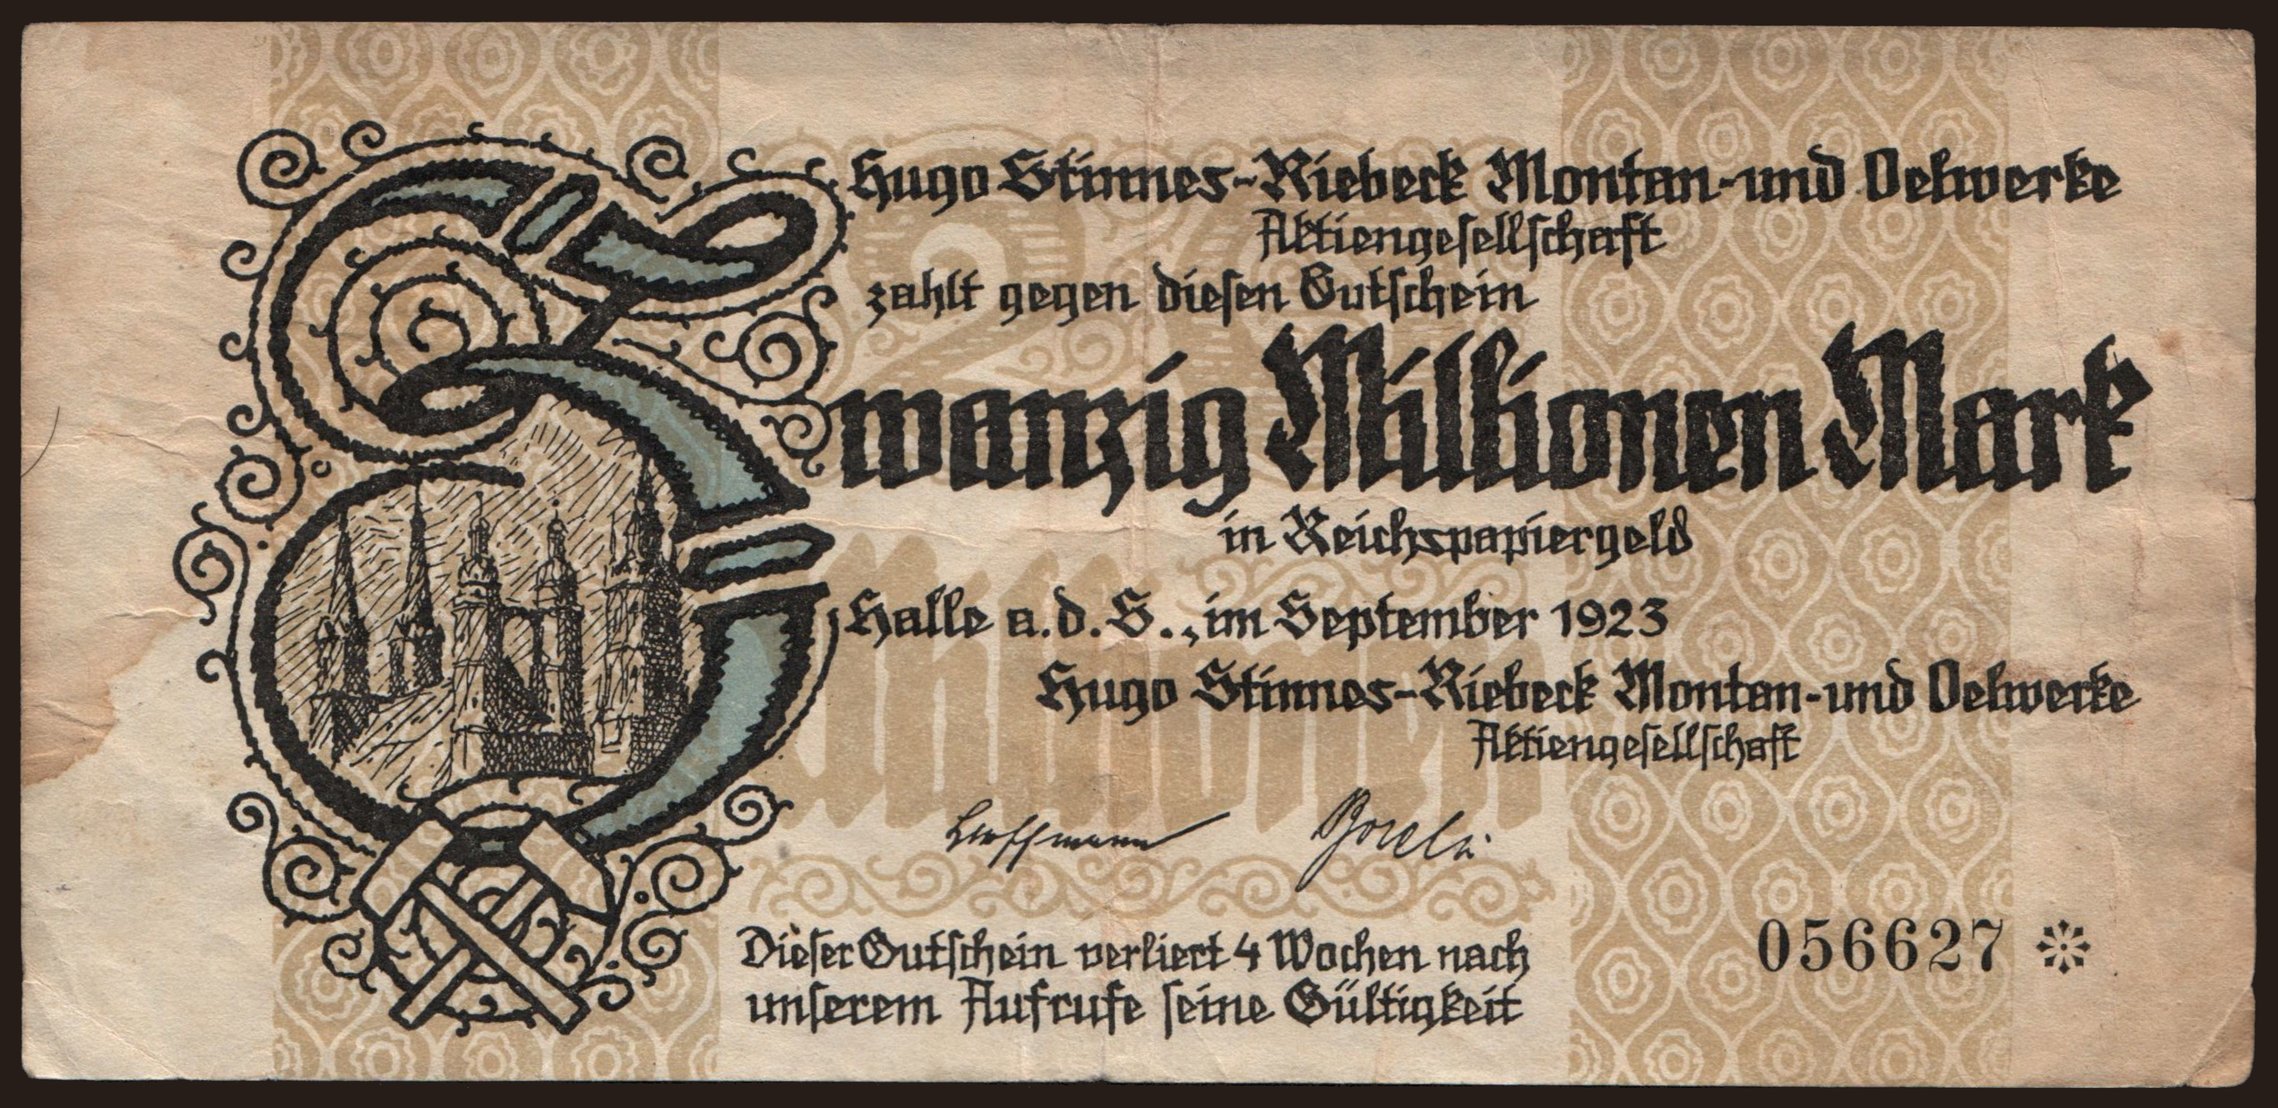 Hugo Stinnes-Riebeck Montan-und Oelwerke
Aktiengesellschaft
zahlt gegen diesen Gutschein
Zwanzig Millionen Mark
in Reichspapiergeld
Halle a.d.S., im September 1923
Hugo Stinnes-Riebeck Montan-und Oelwerke
Aktiengesellschaft
Dieser Gutschein verliert 4 Wochen nach
unserem Aufrufe seine Gültigkeit
056627 *
20
Millionen